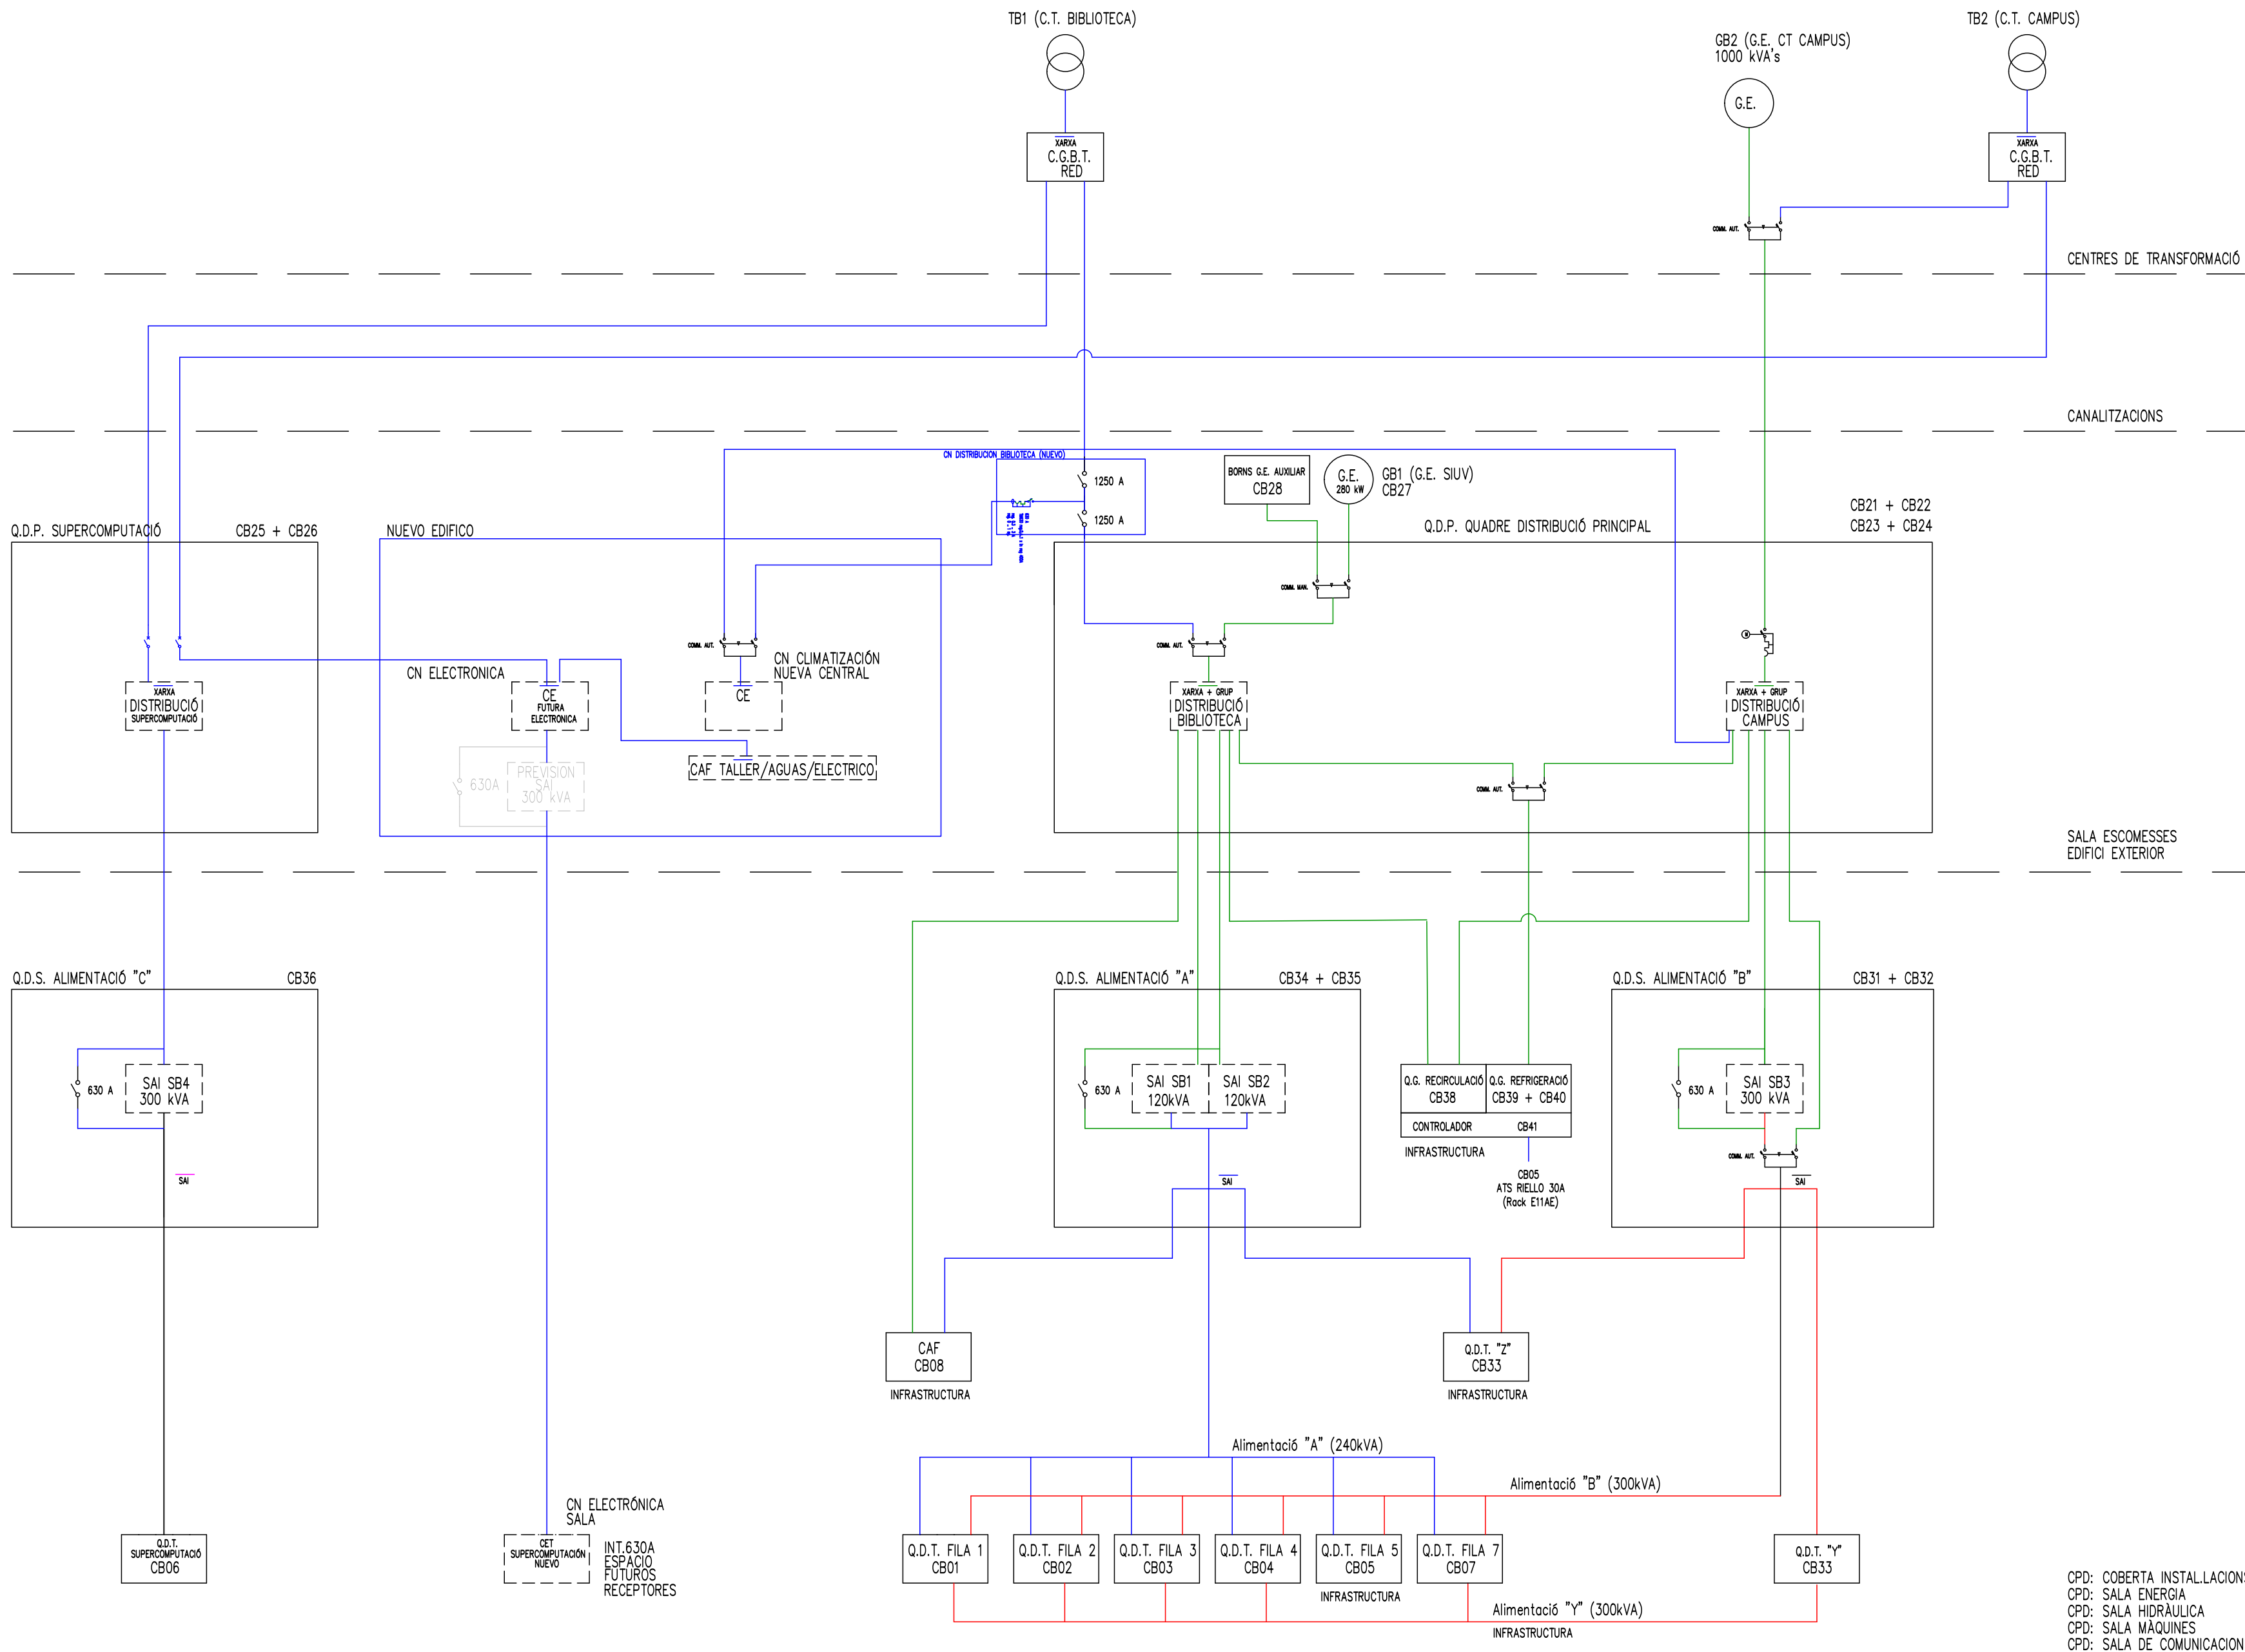 TB1 (C.T. BIBLIOTECA)
TB2 (C.T. CAMPUS)
GB2 (G.E. CT CAMPUS)
1000 kVA's
G.E.
XARXA
C.G.B.T.
RED
XARXA
C.G.B.T.
RED
COMM. AUT.
CENTRES DE TRANSFORMACIÓ
CANALITZACIONS
CN DISTRIBUCION BIBLIOTECA (NUEVO)
1250 A
1250 A
BORNS G.E. AUXILIAR
CB28
G.E.
280 kW
GB1 (G.E. SIUV)
CB27
CB21 + CB22
CB23 + CB24
Q.D.P. SUPERCOMPUTACIÓ
CB25 + CB26
NUEVO EDIFICO
Q.D.P. QUADRE DISTRIBUCIÓ PRINCIPAL
COMM. MAN.
COMM. AUT.
COMM. AUT.
CN CLIMATIZACIÓN
NUEVA CENTRAL
CN ELECTRONICA
XARXA
DISTRIBUCIÓ
SUPERCOMPUTACIÓ
CE
FUTURA
ELECTRONICA
CE
XARXA + GRUP
DISTRIBUCIÓ
BIBLIOTECA
XARXA + GRUP
DISTRIBUCIÓ
CAMPUS
CAF TALLER/AGUAS/ELECTRICO
630A
PREVISION
SAI
300 kVA
COMM. AUT.
SALA ESCOMESSES
EDIFICI EXTERIOR
Q.D.S. ALIMENTACIÓ "C"
CB36
Q.D.S. ALIMENTACIÓ "A"
CB34 + CB35
Q.D.S. ALIMENTACIÓ "B"
CB31 + CB32
630 A
SAI SB4
300 kVA
630 A
SAI SB1
120kVA
SAI SB2
120kVA
Q.G. RECIRCULACIÓ
CB38
Q.G. REFRIGERACIÓ
CB39 + CB40
CONTROLADOR
CB41
INFRASTRUCTURA
630 A
SAI SB3
300 kVA
COMM. AUT.
SAI
SAI
CB05
ATS RIELLO 30A
(Rack E11AE)
SAI
CAF
CB08
INFRASTRUCTURA
Q.D.T. "Z"
CB33
INFRASTRUCTURA
Alimentació "A" (240kVA)
Alimentació "B" (300kVA)
CN ELECTRÓNICA
SALA
Q.D.T.
SUPERCOMPUTACIÓ
CB06
CET
SUPERCOMPUTACIÓN
NUEVO
INT.630A
ESPACIO
FUTUROS
RECEPTORES
Q.D.T. FILA 1
CB01
Q.D.T. FILA 2
CB02
Q.D.T. FILA 3
CB03
Q.D.T. FILA 4
CB04
Q.D.T. FILA 5
CB05
INFRASTRUCTURA
Q.D.T. FILA 7
CB07
Q.D.T. "Y"
CB33
Alimentació "Y" (300kVA)
INFRASTRUCTURA
CPD: COBERTA INSTAL.LACIONS
CPD: SALA ENERGIA
CPD: SALA HIDRÀULICA
CPD: SALA MÀQUINES
CPD: SALA DE COMUNICACION